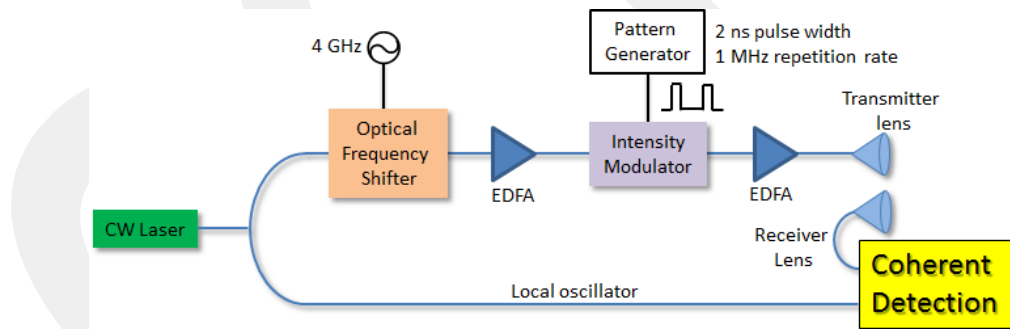 4 GHz
Pattern
Generator
2 ns pulse width
1 MHz repetition rate
Optical
Frequency
Shifter
EDFA
Intensity
Modulator
EDFA
Transmitter
lens
CW Laser
Receiver
Lens
Local oscillator
Coherent
Detection